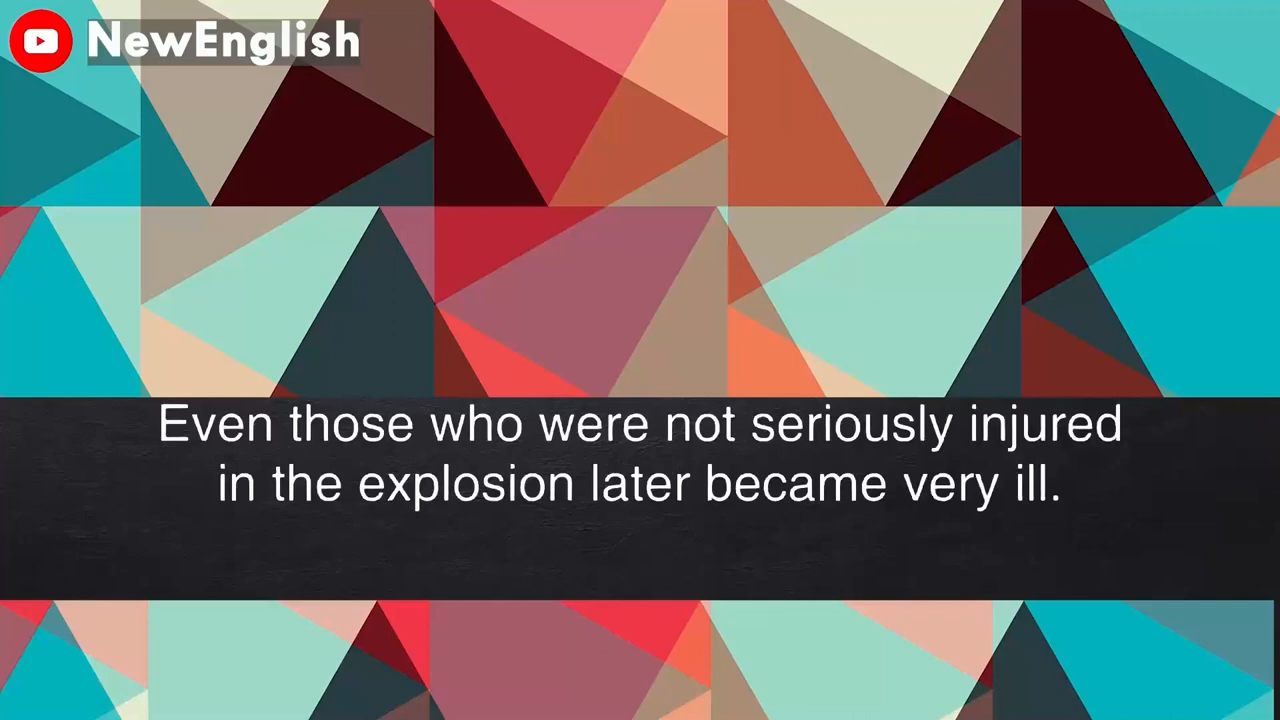 NewEnglish
Even those who were not seriously injured
in the explosion later became very ill.